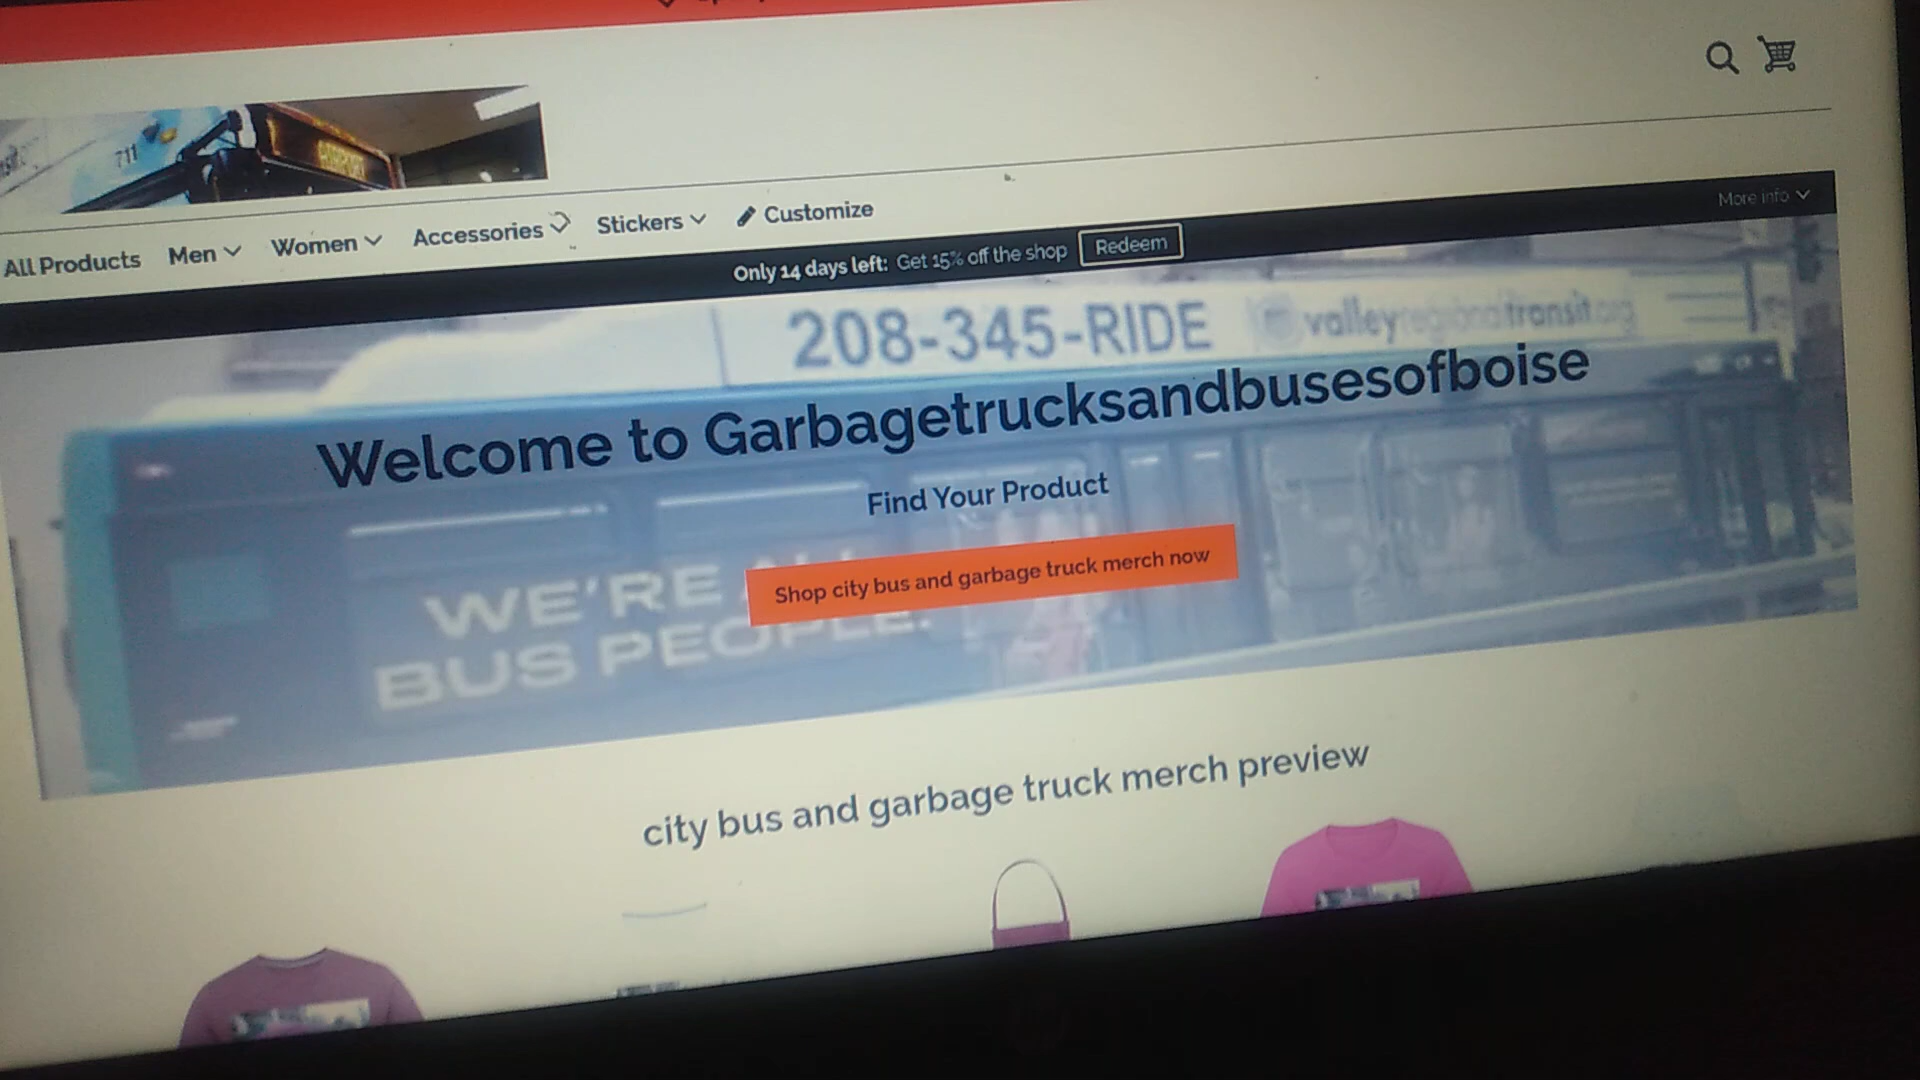 711
AIRPORT
All Products
Men
Women
Accessories
Stickers
Customize
More info
Only 14 days left: Get 15% off the shop
Redeem
208-345-RIDE
valleyregionaltransit.org
Welcome to Garbagetrucksandbusesofboise
Find Your Product
Shop city bus and garbage truck merch now
WE'RE
BUS PEOPLE.
city bus and garbage truck merch preview